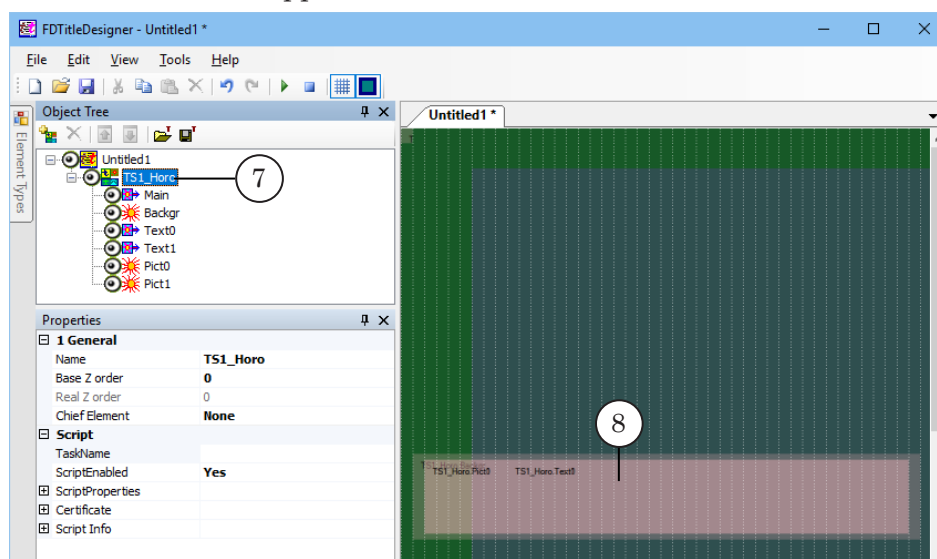 FDTitleDesigner - Untitled1 *
File Edit View Tools Help
Element Types
Object Tree
Untitled1
TS1_Horo
7
Main
Backgr
Text0
Text1
Pict0
Pict1
Properties
1 General
Name TS1_Horo
Base Z order 0
Real Z order 0
Chief Element None
Script
TaskName
ScriptEnabled Yes
ScriptProperties
Certificate
Script Info
Untitled1 *
8
TS1_Horo.Backgr
TS1_Horo.Pict0 TS1_Horo.Text0